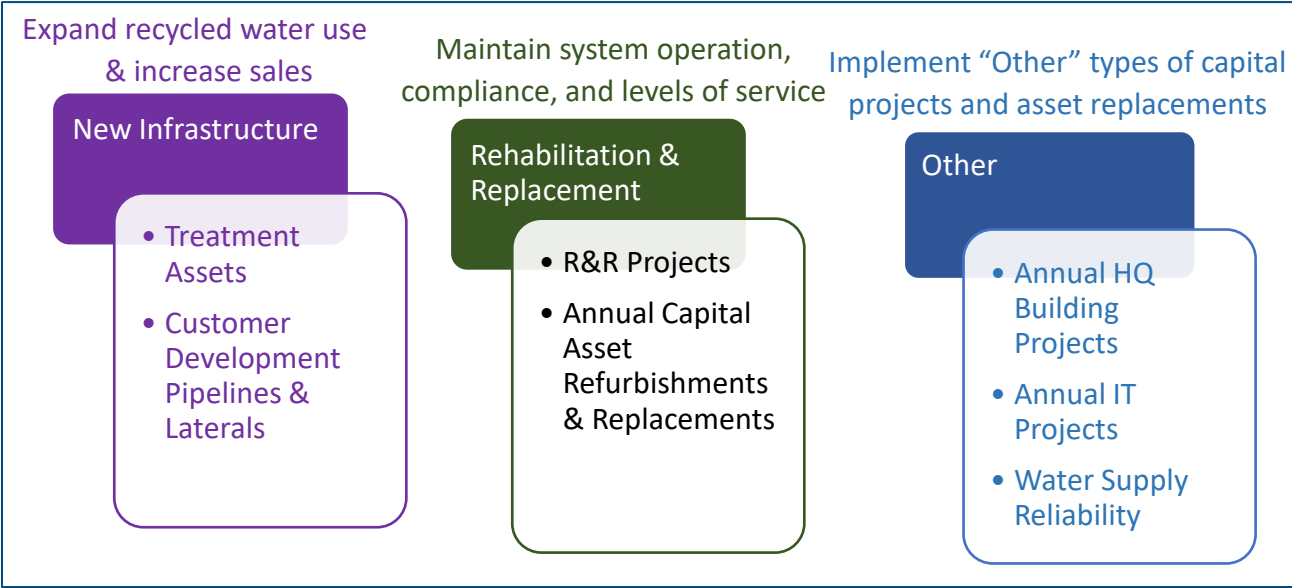 Expand recycled water use
& increase sales
New Infrastructure
• Treatment
Assets
• Customer
Development
Pipelines &
Laterals
Maintain system operation,
compliance, and levels of service
Rehabilitation &
Replacement
• R&R Projects
• Annual Capital
Asset
Refurbishments
& Replacements
Implement “Other” types of capital
projects and asset replacements
Other
• Annual HQ
Building
Projects
• Annual IT
Projects
• Water Supply
Reliability